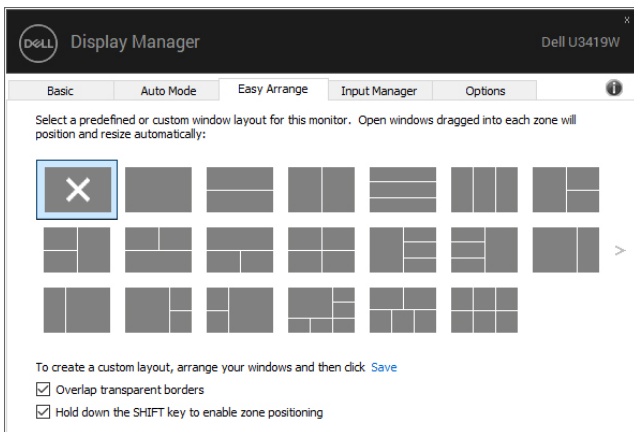 x
DELL Display Manager Dell U3419W
Basic Auto Mode Easy Arrange Input Manager Options i
Select a predefined or custom window layout for this monitor. Open windows dragged into each zone will
position and resize automatically:
>
To create a custom layout, arrange your windows and then click Save
Overlap transparent borders
Hold down the SHIFT key to enable zone positioning